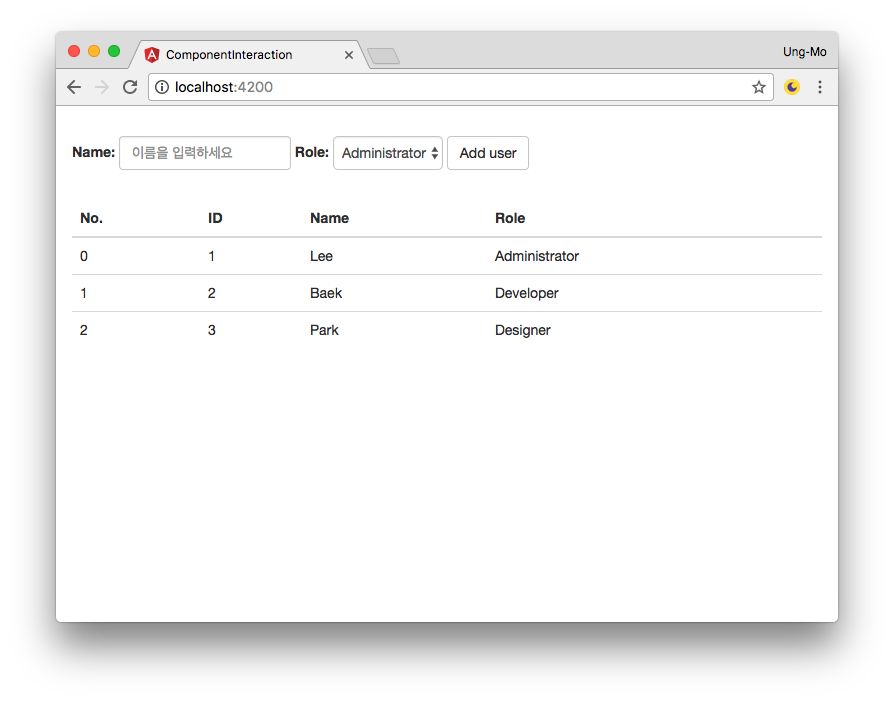 ComponentInteraction
Ung-Mo
localhost:4200
Name: 이름을 입력하세요 Role: Administrator Add user
No. ID Name Role
0 1 Lee Administrator
1 2 Baek Developer
2 3 Park Designer